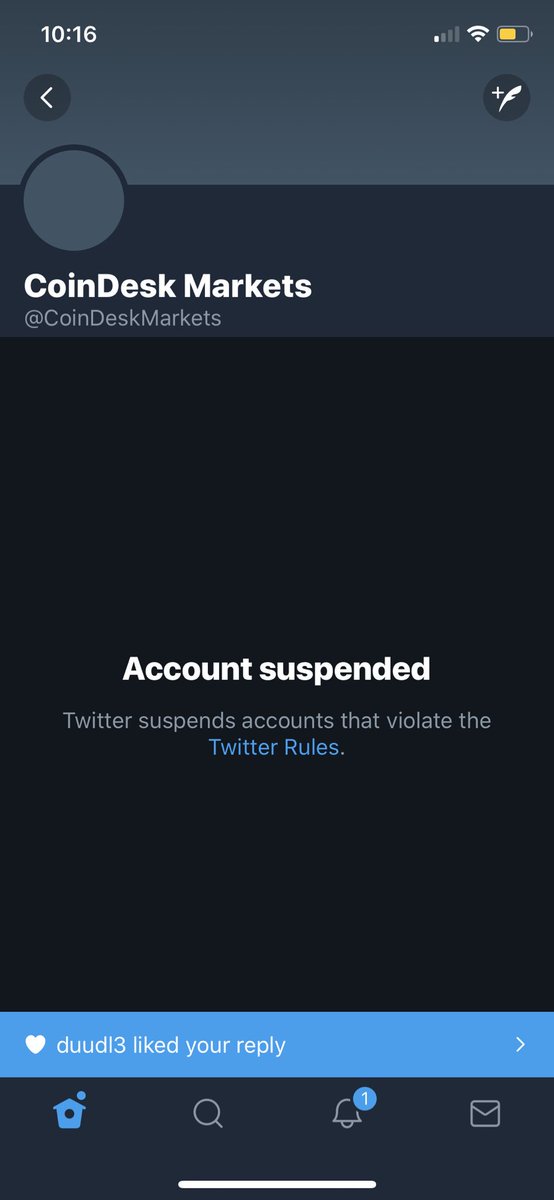 10:16
CoinDesk Markets
@CoinDeskMarkets
Account suspended
Twitter suspends accounts that violate the
Twitter Rules.
duudl3 liked your reply
1